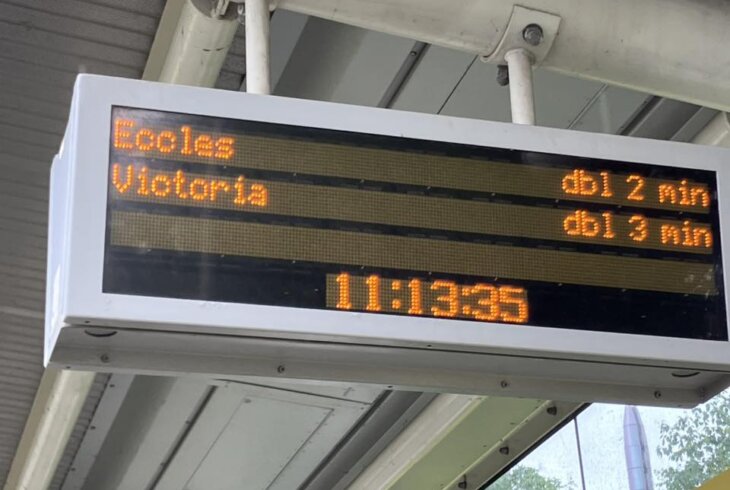 Eccles dbl 2 min
Victoria dbl 3 min
11:13:35